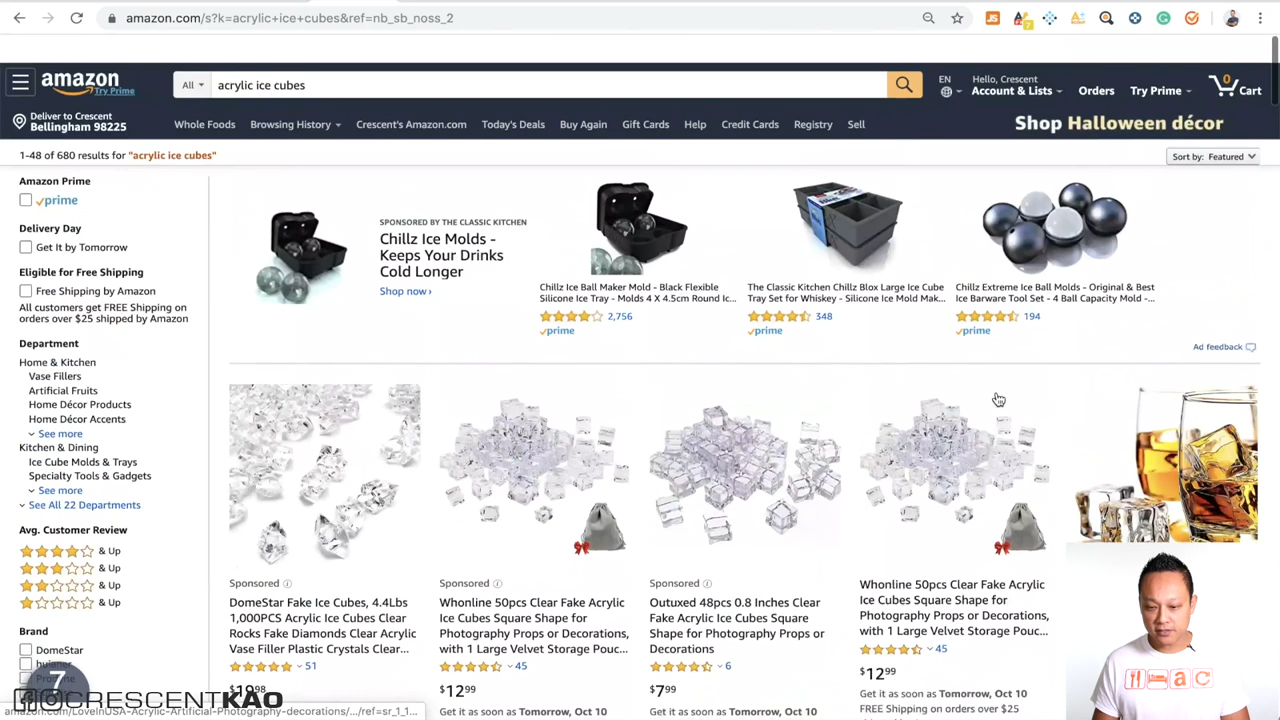 amazon.com/s?k=acrylic+ice+cubes&ref=nb_sb_noss_2
7
amazon
Try Prime
All
acrylic ice cubes
EN
Hello, Crescent
Account & Lists
Orders
Try Prime
0
Cart
Deliver to Crescent
Bellingham 98225
Whole Foods
Browsing History
Crescent's Amazon.com
Today's Deals
Buy Again
Gift Cards
Help
Credit Cards
Registry
Sell
Shop Halloween décor
1-48 of 680 results for "acrylic ice cubes"
Sort by: Featured
Amazon Prime
prime
Delivery Day
Get It by Tomorrow
Eligible for Free Shipping
Free Shipping by Amazon
All customers get FREE Shipping on
orders over $25 shipped by Amazon
Department
Home & Kitchen
Vase Fillers
Artificial Fruits
Home Décor Products
Home Décor Accents
See more
Kitchen & Dining
Ice Cube Molds & Trays
Specialty Tools & Gadgets
See more
See All 22 Departments
Avg. Customer Review
& Up
& Up
& Up
& Up
Brand
DomeStar
SPONSORED BY THE CLASSIC KITCHEN
Chillz Ice Molds -
Keeps Your Drinks
Cold Longer
Shop now ›
Chillz Ice Ball Maker Mold - Black Flexible
Silicone Ice Tray - Molds 4 X 4.5cm Round Ic...
2,756
prime
The Classic Kitchen Chillz Blox Large Ice Cube
Tray Set for Whiskey - Silicone Ice Mold Mak...
348
prime
Chillz Extreme Ice Ball Molds - Original & Best
Ice Barware Tool Set - 4 Ball Capacity Mold -...
194
prime
Ad feedback
Sponsored
DomeStar Fake Ice Cubes, 4.4Lbs
1,000PCS Acrylic Ice Cubes Clear
Rocks Fake Diamonds Clear Acrylic
Vase Filler Plastic Crystals Clear...
51
Sponsored
Whonline 50pcs Clear Fake Acrylic
Ice Cubes Square Shape for
Photography Props or Decorations,
with 1 Large Velvet Storage Pouc...
45
$12.99
Get it as soon as Tomorrow, Oct 10
Sponsored
Outuxed 48pcs 0.8 Inches Clear
Fake Acrylic Ice Cubes Square
Shape for Photography Props or
Decorations
6
$7.99
Get it as soon as Tomorrow, Oct 10
Whonline 50pcs Clear Fake Acrylic
Ice Cubes Square Shape for
Photography Props or Decorations,
with 1 Large Velvet Storage Pouc...
45
$12.99
Get it as soon as Tomorrow, Oct 10
FREE Shipping on orders over $25
7
CRESCENTKAO
amazon.com/LoveInUSA-Acrylic-Artificial-Photography-decorations/.../ref=sr_1_1...
a c